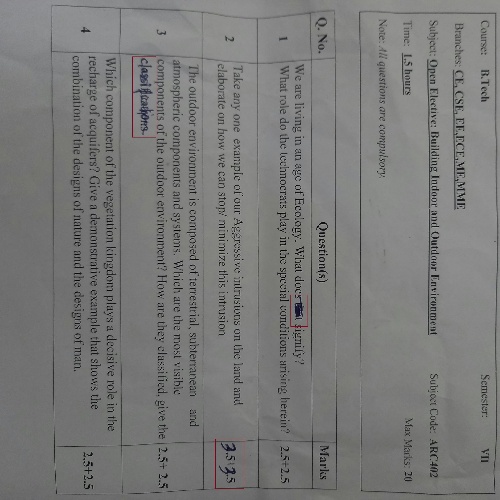 Course: B.Tech Semester: VII
Branches: CE, CSE, EE,ECE,ME,MME
Subject: Open Elective: Building Indoor and Outdoor Environment Subject Code: ARC402
Time: 1.5 hours Max Marks: 20
Note: All questions are compulsory.
Q. No. Question(s) Marks
1 We are living in an age of Ecology. What does signify? 2.5+2.5
What role do the technocrats play in the special conditions arising herein?
2 Take any one example of our Aggressive intrusions on the land and 3.5+3.5
elaborate on how we can stop/ minimize this intrusion
3 The outdoor environment is composed of terrestrial, subterranean and 2.5+ 2.5
atmospheric components and systems. Which are the most visible
components of the outdoor environment? How are they classified, give the
classifications
4 Which component of the vegetation kingdom plays a decisive role in the 2.5+2.5
recharge of acquifers? Give a demonstrative example that shows the
combination of the designs of nature and the designs of man.